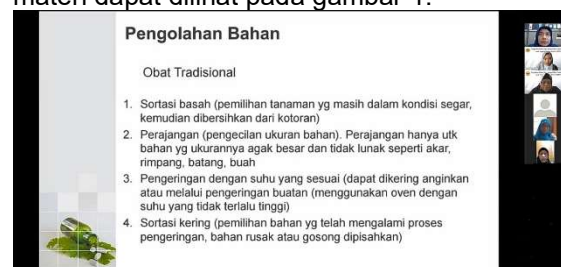 materi dapat dilihat pada gambar 1.
Pengolahan Bahan
Obat Tradisional
1. Sortasi basah (pemilihan tanaman yg masih dalam kondisi segar,
kemudian dibersihkan dari kotoran)
2. Perajangan (pengecilan ukuran bahan). Perajangan hanya utk
bahan yg ukurannya agak besar dan tidak lunak seperti akar,
rimpang, batang, buah
3. Pengeringan dengan suhu yang sesuai (dapat dikering anginkan
atau melalui pengeringan buatan (menggunakan oven dengan
suhu yang tidak terlalu tinggi)
4. Sortasi kering (pemilihan bahan yg telah mengalami proses
pengeringan, bahan rusak atau gosong dipisahkan)